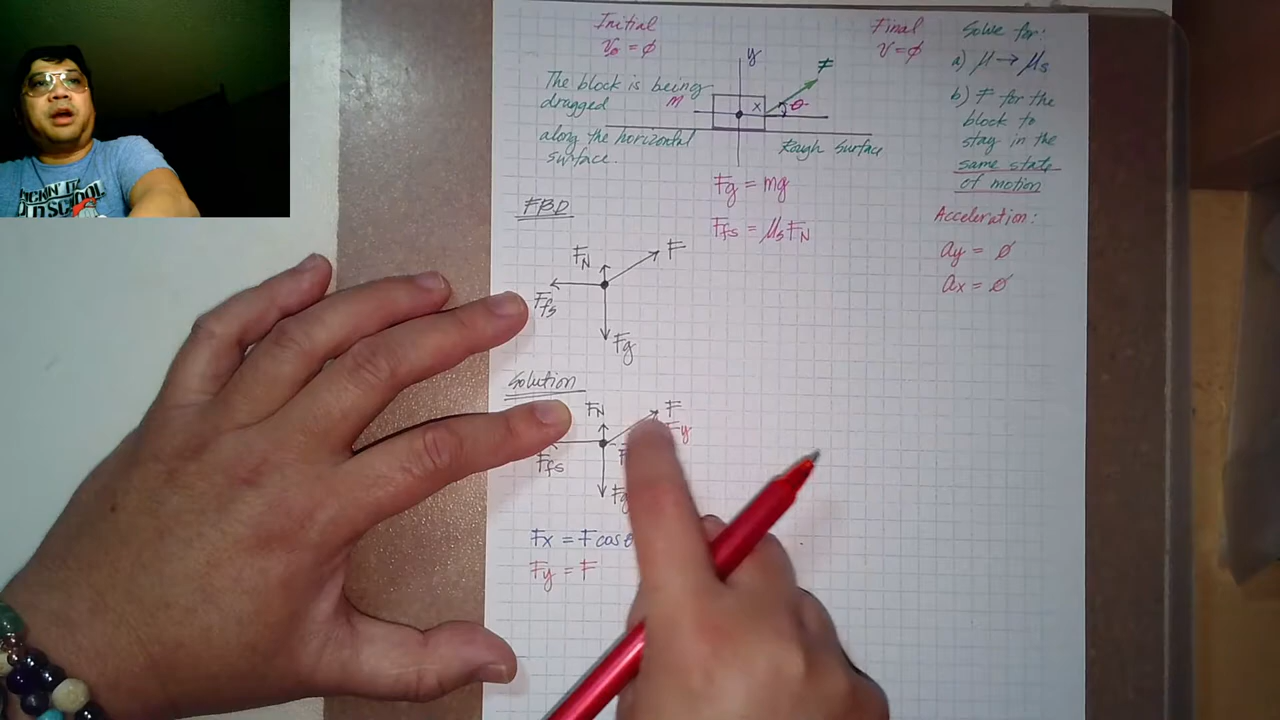 Initial
v₀ = ϕ
Final
v = ϕ
Solve for:
a) μ → μs
b) F for the
block to
stay in the
same state
of motion
The block is being
dragged
along the horizontal
surface.
y
F
m
x
θ
Rough Surface
Fg = mg
Ffs = μs FN
Acceleration:
ay = ϕ
ax = ϕ
FBD
FN
F
Ffs
Fg
Solution
FN
F
Fy
Ffs
Fg
Fx = F cos θ
Fy = F